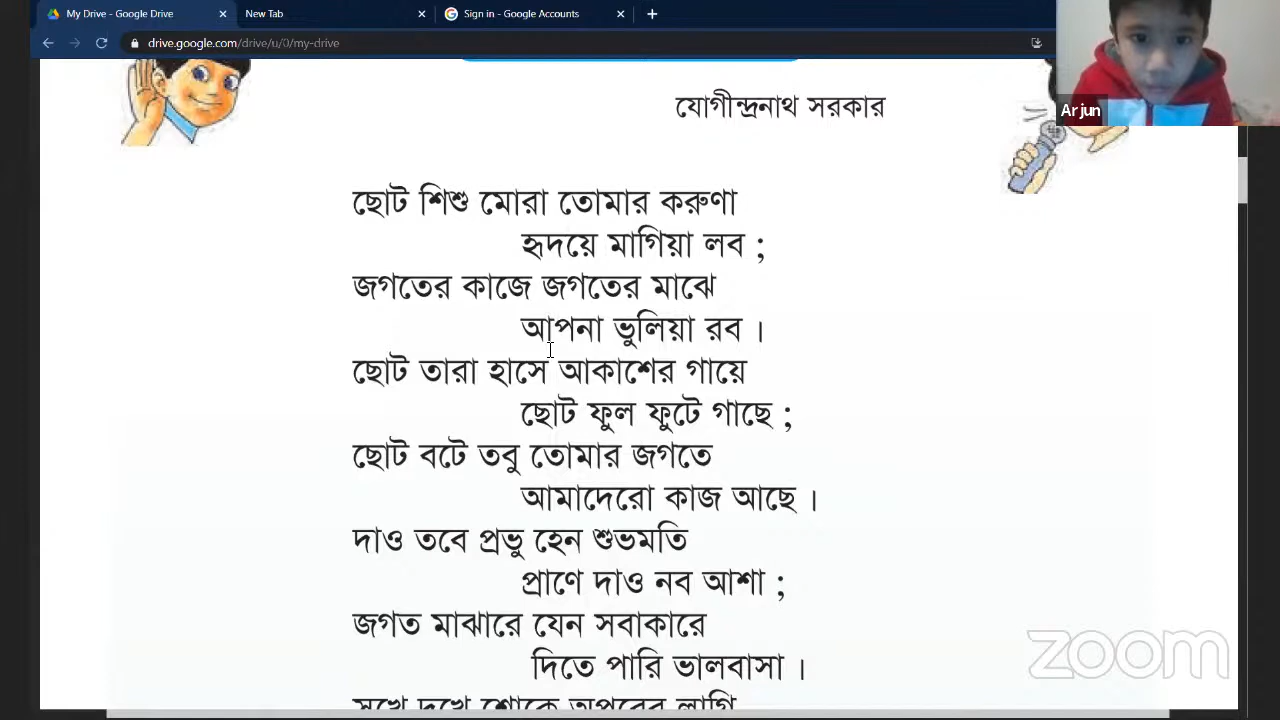 My Drive - Google Drive
New Tab
Sign in - Google Accounts
drive.google.com/drive/u/0/my-drive
Arjun
যোগীন্দ্রনাথ সরকার
ছোট শিশু মোরা তোমার করুণা
হৃদয়ে মাগিয়া লব ;
জগতের কাজে জগতের মাঝে
আপনা ভুলিয়া রব ।
ছোট তারা হাসে আকাশের গায়ে
ছোট ফুল ফুটে গাছে ;
ছোট বটে তবু তোমার জগতে
আমাদেরো কাজ আছে ।
দাও তবে প্রভু হেন শুভমতি
প্রাণে দাও নব আশা ;
জগত মাঝারে যেন সবাকারে
দিতে পারি ভালবাসা ।
zoom